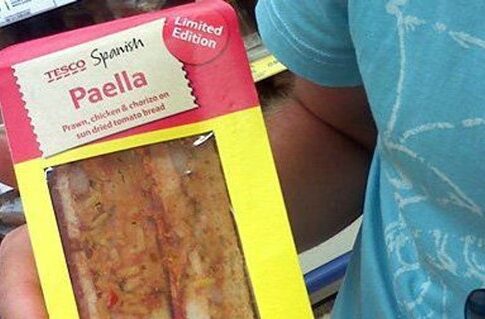 Limited
Edition
TESCO Spanish
Paella
Prawn, chicken & chorizo on
sun dried tomato bread